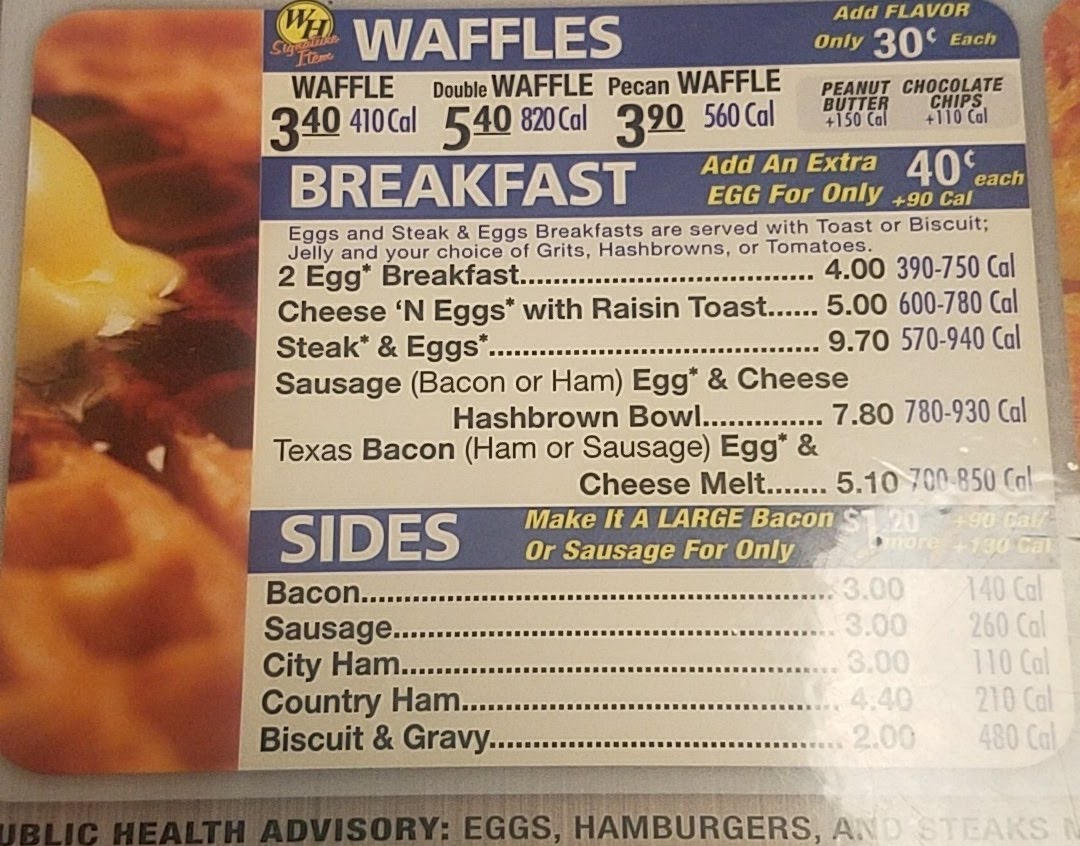 WH
Signature
Item
WAFFLES
Add FLAVOR
Only 30¢ Each
WAFFLE Double WAFFLE Pecan WAFFLE
3.40 410 Cal 5.40 820 Cal 3.90 560 Cal
PEANUT BUTTER +150 Cal
CHOCOLATE CHIPS +110 Cal
BREAKFAST
Add An Extra
EGG For Only 40¢ each
+90 Cal
Eggs and Steak & Eggs Breakfasts are served with Toast or Biscuit;
Jelly and your choice of Grits, Hashbrowns, or Tomatoes.
2 Egg* Breakfast................................ 4.00 390-750 Cal
Cheese 'N Eggs* with Raisin Toast...... 5.00 600-780 Cal
Steak* & Eggs*..................................... 9.70 570-940 Cal
Sausage (Bacon or Ham) Egg* & Cheese
Hashbrown Bowl............. 7.80 780-930 Cal
Texas Bacon (Ham or Sausage) Egg* &
Cheese Melt....... 5.10 700-850 Cal
SIDES
Make It A LARGE Bacon $1.20 +90 Cal/
Or Sausage For Only more +130 Cal
Bacon.................................................... 3.00 140 Cal
Sausage................................................ 3.00 260 Cal
City Ham............................................... 3.00 110 Cal
Country Ham......................................... 4.40 210 Cal
Biscuit & Gravy...................................... 2.00 480 Cal
UBLIC HEALTH ADVISORY: EGGS, HAMBURGERS, AND STEAKS